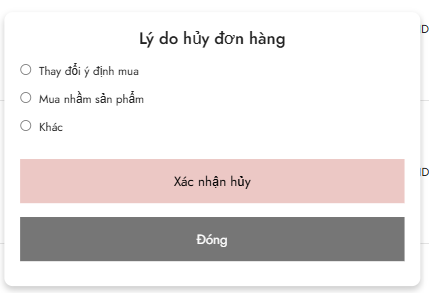 Lý do hủy đơn hàng
Thay đổi ý định mua
Mua nhầm sản phẩm
Khác
Xác nhận hủy
Đóng